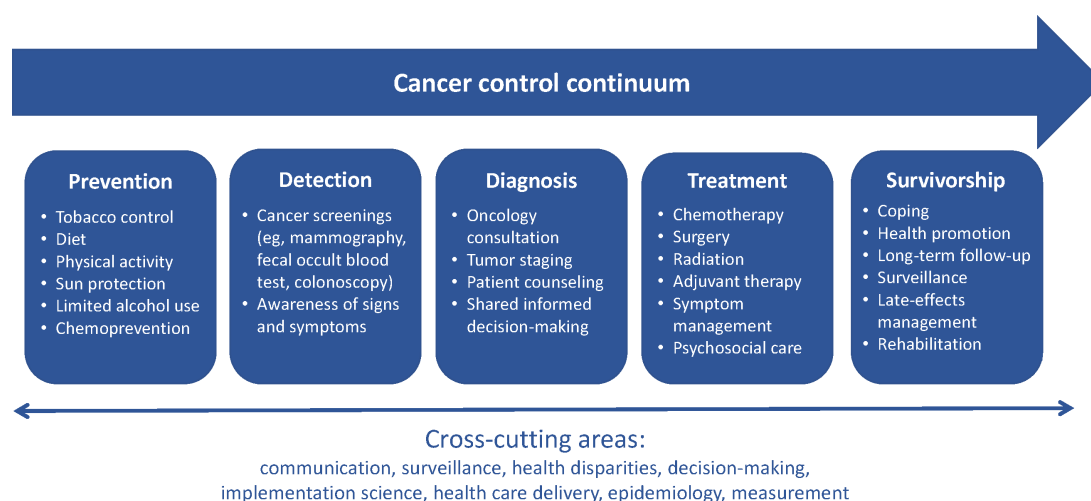 Cancer control continuum
Prevention
• Tobacco control
• Diet
• Physical activity
• Sun protection
• Limited alcohol use
• Chemoprevention
Detection
• Cancer screenings
(eg, mammography,
fecal occult blood
test, colonoscopy)
• Awareness of signs
and symptoms
Diagnosis
• Oncology
consultation
• Tumor staging
• Patient counseling
• Shared informed
decision-making
Treatment
• Chemotherapy
• Surgery
• Radiation
• Adjuvant therapy
• Symptom
management
• Psychosocial care
Survivorship
• Coping
• Health promotion
• Long-term follow-up
• Surveillance
• Late-effects
management
• Rehabilitation
Cross-cutting areas:
communication, surveillance, health disparities, decision-making,
implementation science, health care delivery, epidemiology, measurement